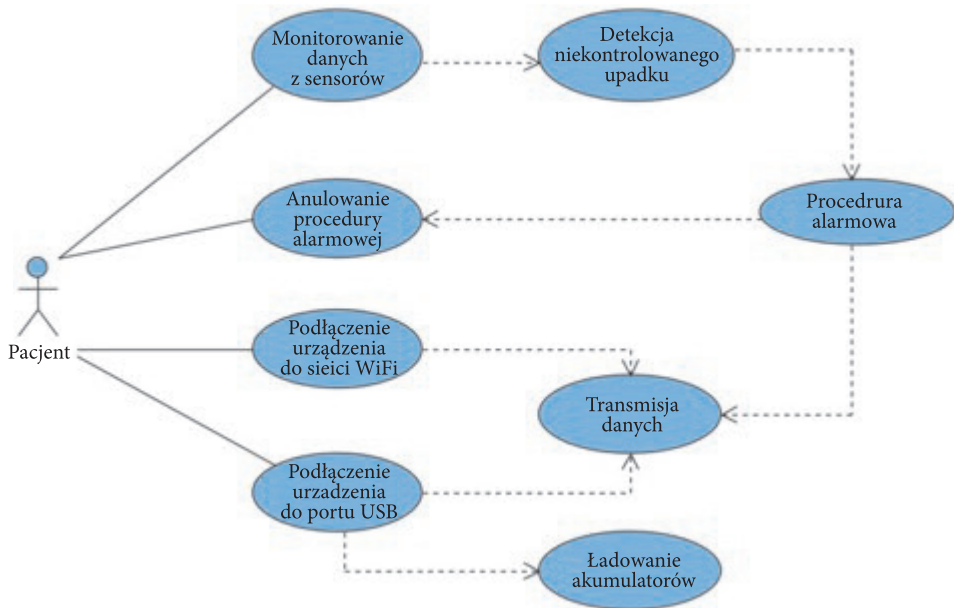 Monitorowanie
danych
z sensorów
Detekcja
niekontrolowanego
upadku
Anulowanie
procedury
alarmowej
Procedrura
alarmowa
Pacjent
Podłączenie
urządzenia
do sieici WiFi
Transmisja
danych
Podłączenie
urzadzenia
do portu USB
Ładowanie
akumulatorów